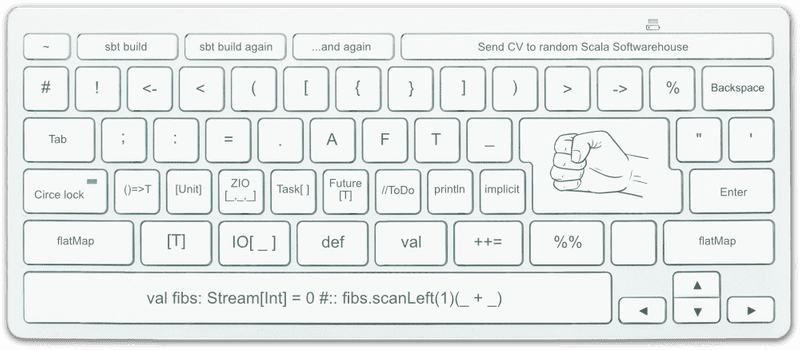 ~ sbt build sbt build again ...and again Send CV to random Scala Softwarehouse
# ! <- < ( [ { } ] ) > -> % Backspace
Tab ; : = . A F T _ " '
Circe lock ()=>T [Unit] ZIO [_,_,_] Task[ ] Future [T] //ToDo println implicit Enter
flatMap [T] IO[ _ ] def val ++= %% flatMap
val fibs: Stream[Int] = 0 #:: fibs.scanLeft(1)(_ + _) ◄ ▲ ▼ ►